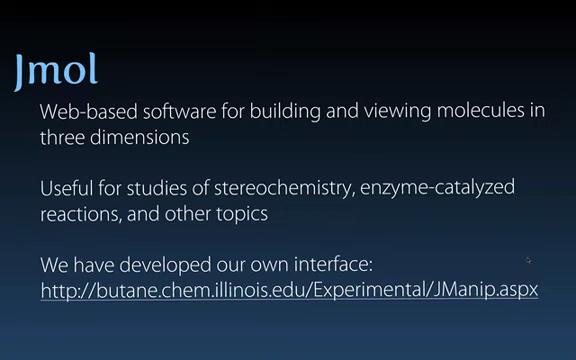 Jmol
Web-based software for building and viewing molecules in
three dimensions
Useful for studies of stereochemistry, enzyme-catalyzed
reactions, and other topics
We have developed our own interface:
http://butane.chem.illinois.edu/Experimental/JManip.aspx